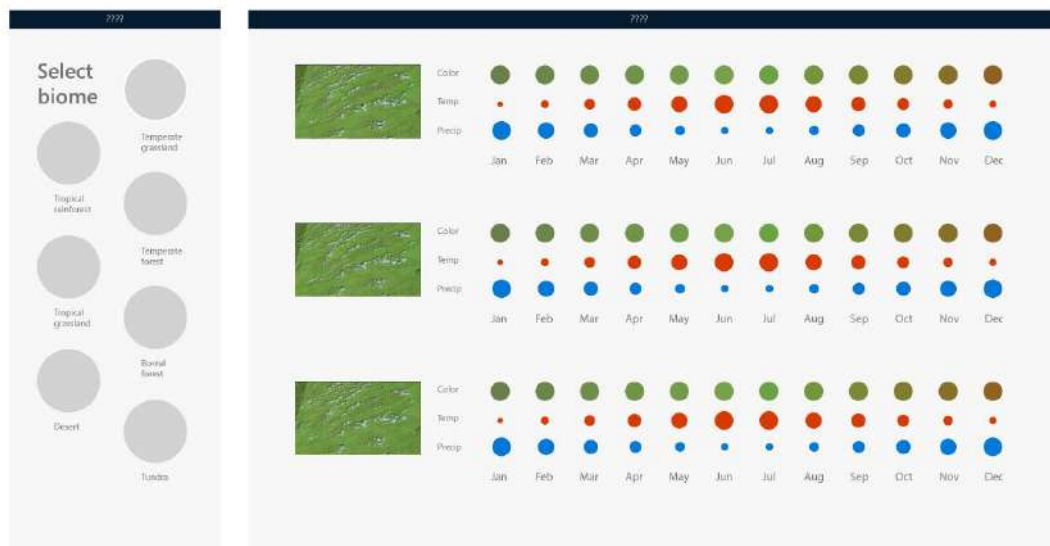 ????
Select
biome
Temperate
grassland
Tropical
rainforest
Temperate
forest
Tropical
grassland
Boreal
forest
Desert
Tundra
????
Color
Temp
Precip
Jan Feb Mar Apr May Jun Jul Aug Sep Oct Nov Dec
Color
Temp
Precip
Jan Feb Mar Apr May Jun Jul Aug Sep Oct Nov Dec
Color
Temp
Precip
Jan Feb Mar Apr May Jun Jul Aug Sep Oct Nov Dec